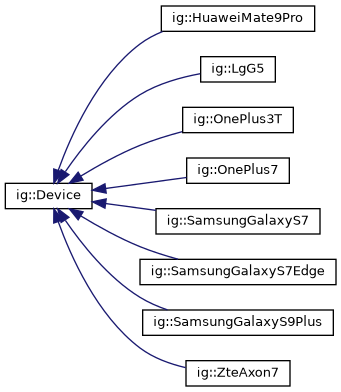 ig::HuaweiMate9Pro
ig::LgG5
ig::OnePlus3T
ig::OnePlus7
ig::Device
ig::SamsungGalaxyS7
ig::SamsungGalaxyS7Edge
ig::SamsungGalaxyS9Plus
ig::ZteAxon7